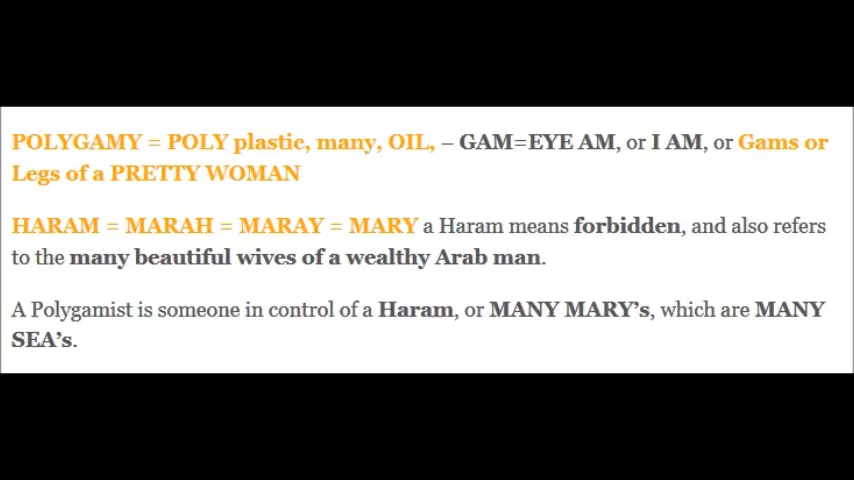 POLYGAMY = POLY plastic, many, OIL, – GAM=EYE AM, or I AM, or Gams or
Legs of a PRETTY WOMAN
HARAM = MARAH = MARAY = MARY a Haram means forbidden, and also refers
to the many beautiful wives of a wealthy Arab man.
A Polygamist is someone in control of a Haram, or MANY MARY’s, which are MANY
SEA’s.